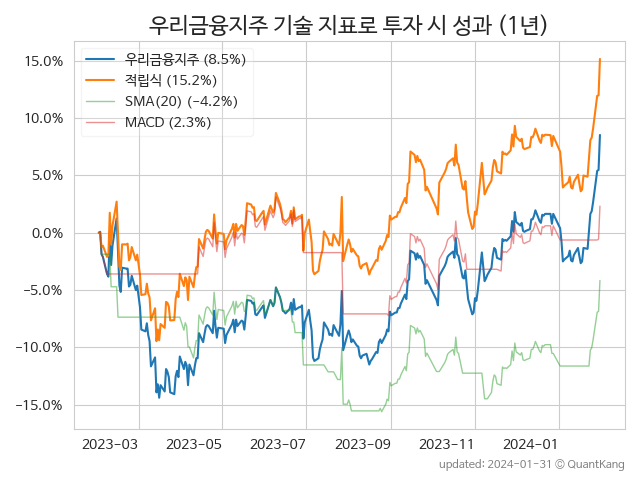 우리금융지주 기술 지표로 투자 시 성과 (1년)
우리금융지주 (8.5%)
적립식 (15.2%)
SMA(20) (−4.2%)
MACD (2.3%)
15.0%
10.0%
5.0%
0.0%
−5.0%
−10.0%
−15.0%
2023-03 2023-05 2023-07 2023-09 2023-11 2024-01
updated: 2024-01-31 © QuantKang